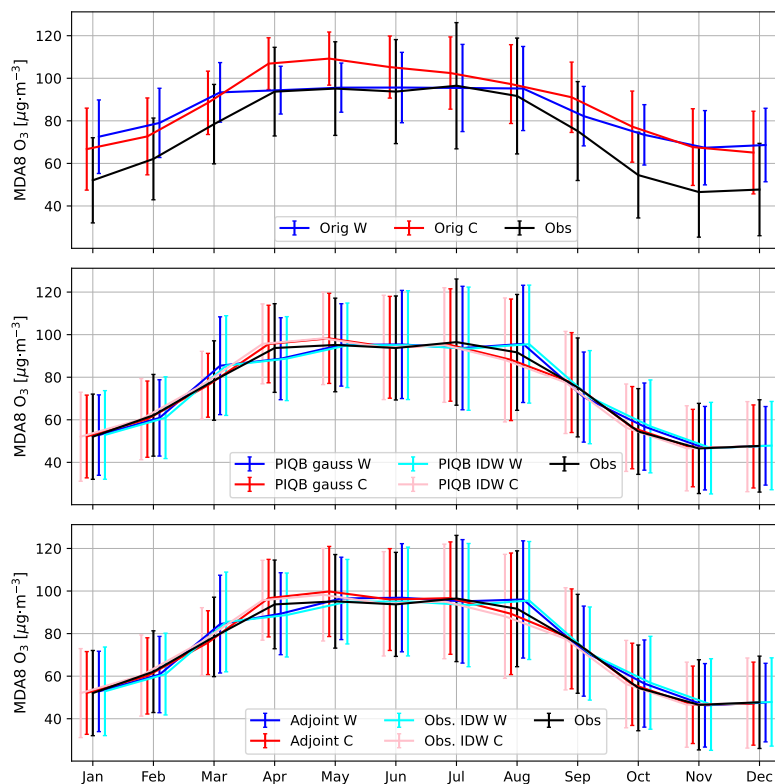 MDA8 O3 [μg·m−3]
120
100
80
60
40
Orig W Orig C Obs
MDA8 O3 [μg·m−3]
120
100
80
60
40
PIQB gauss W PIQB IDW W Obs
PIQB gauss C PIQB IDW C
MDA8 O3 [μg·m−3]
120
100
80
60
40
Adjoint W Obs. IDW W Obs
Adjoint C Obs. IDW C
Jan Feb Mar Apr May Jun Jul Aug Sep Oct Nov Dec